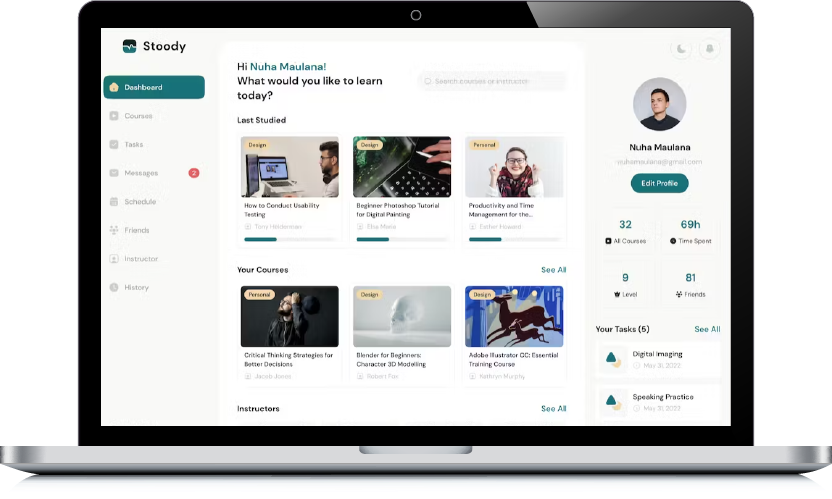 Stoody
Dashboard
Courses
Tasks
Messages
2
Schedule
Friends
Instructor
History
Hi Nuha Maulana!
What would you like to learn
today?
Search courses or instructor
Last Studied
Design
How to Conduct Usability
Testing
Tony Helderman
Design
Beginner Photoshop Tutorial
for Digital Painting
Elsa Maria
Personal
Productivity and Time
Management for the...
Esther Howard
Your Courses
See All
Personal
Critical Thinking Strategies for
Better Decisions
Jacob Jones
Design
Blender for Beginners:
Character 3D Modelling
Robert Fox
Design
Adobe Illustrator CC: Essential
Training Course
Kathryn Murphy
Instructors
See All
Nuha Maulana
nuhamaulana@gmail.com
Edit Profile
32
All Courses
69h
Time Spent
9
Level
81
Friends
Your Tasks (5)
See All
Digital Imaging
May 31, 2022
Speaking Practice
May 31, 2022